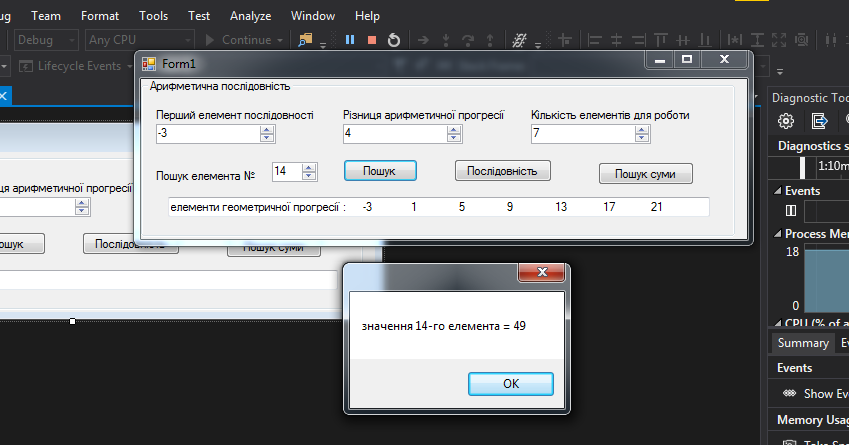 ug Team Format Tools Test Analyze Window Help
Debug Any CPU Continue
Lifecycle Events
Form1
Арифметична послідовність
Перший елемент послідовності Різниця арифметичної прогресії Кількість елементів для роботи
-3 4 7
Пошук елемента № 14 Пошук Послідовність Пошук суми
елементи геометричної прогресії : -3 1 5 9 13 17 21
ця арифметичної прогресії
ошук Послідовність Пошук суми
значення 14-го елемента = 49
OK
Diagnostic Too
Diagnostics s
1:10m
Events
Process Mem
18
0
CPU (% of a
Summary Ev
Events
Show Eve
Memory Usag
Take Sna